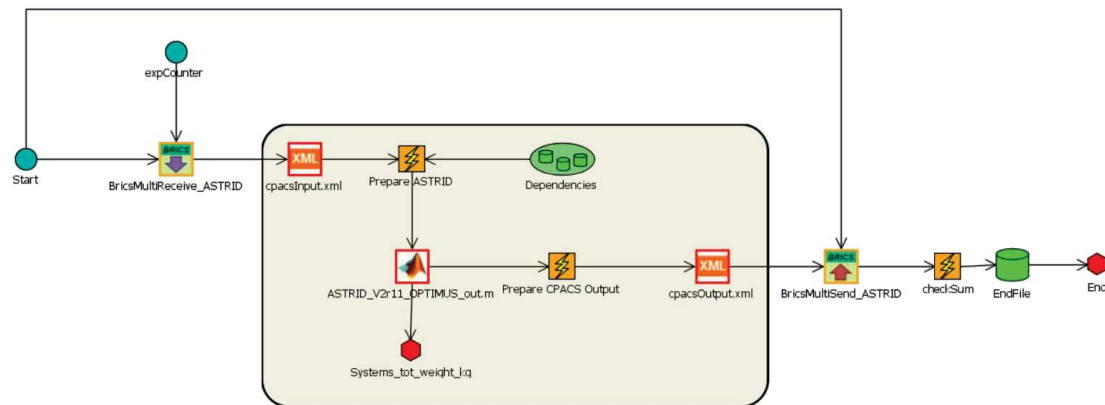 expCounter
BRICS
Start
BricsMultiReceive_ASTRID
XML
cpacsInput.xml
Prepare ASTRID
Dependencies
ASTRID_V2r11_OPTIMUS_out.m
Prepare CPACS Output
XML
cpacsOutput.xml
BRICS
BricsMultiSend_ASTRID
checkSum
EndFile
End
Systems_tot_weight_kg